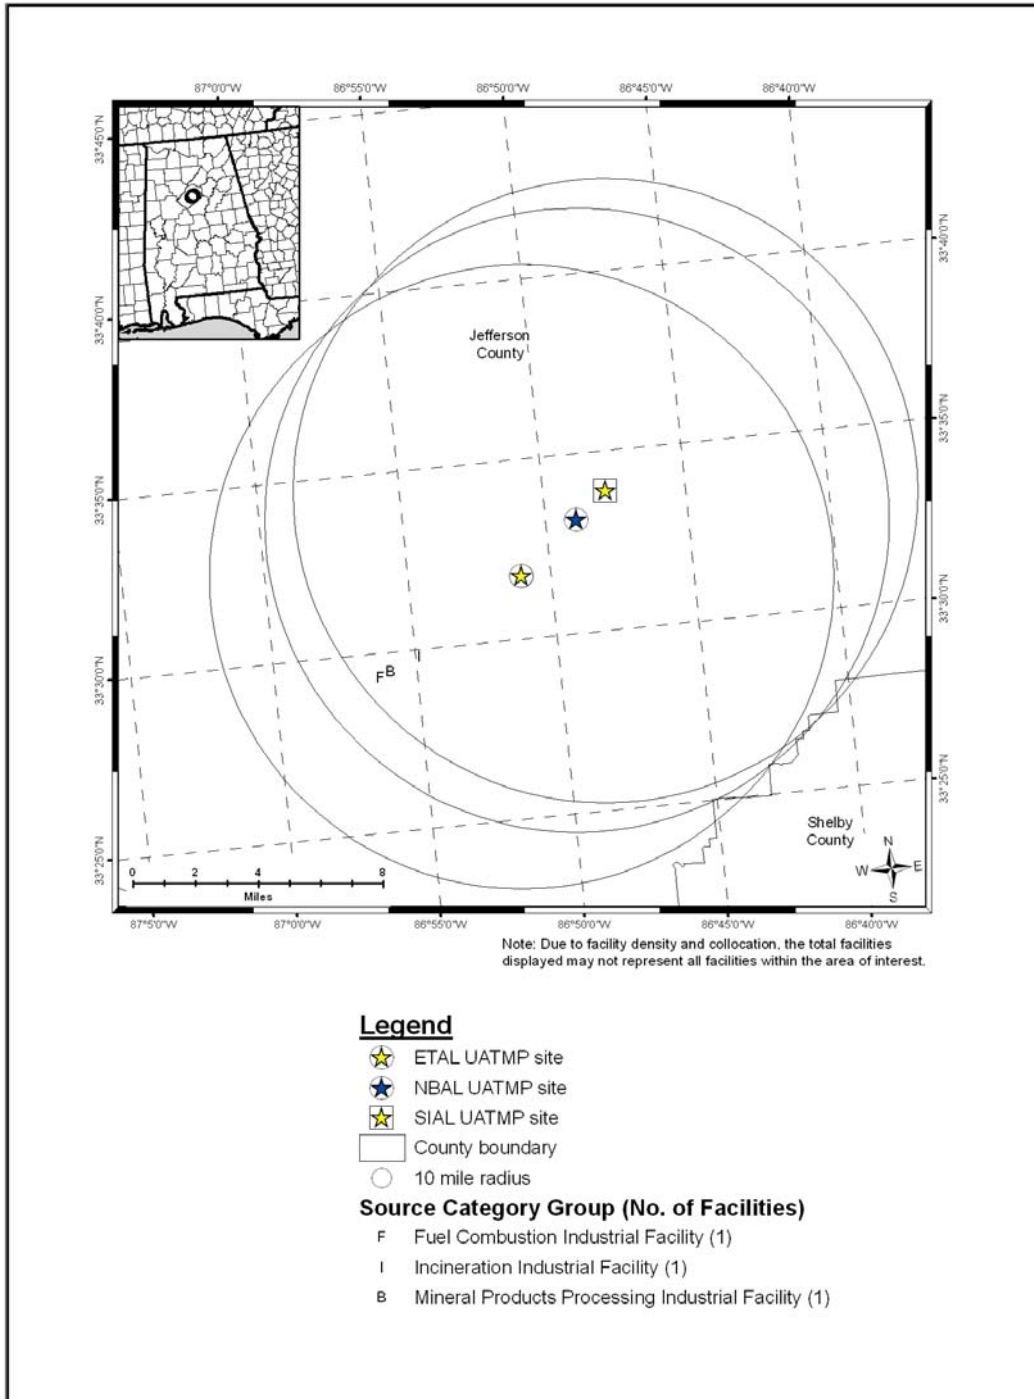 87°0'0"W 86°55'0"W 86°50'0"W 86°45'0"W 86°40'0"W
33°45'0"N
33°40'0"N
33°35'0"N
33°30'0"N
33°25'0"N
33°40'0"N
33°35'0"N
33°30'0"N
33°25'0"N
Jefferson
County
I
F B
Shelby
County
N
W E
S
0 2 4 6 8
Miles
87°5'0"W 87°0'0"W 86°55'0"W 86°50'0"W 86°45'0"W 86°40'0"W
Note: Due to facility density and collocation, the total facilities
displayed may not represent all facilities within the area of interest.
Legend
ETAL UATMP site
NBAL UATMP site
SIAL UATMP site
County boundary
10 mile radius
Source Category Group (No. of Facilities)
F Fuel Combustion Industrial Facility (1)
I Incineration Industrial Facility (1)
B Mineral Products Processing Industrial Facility (1)